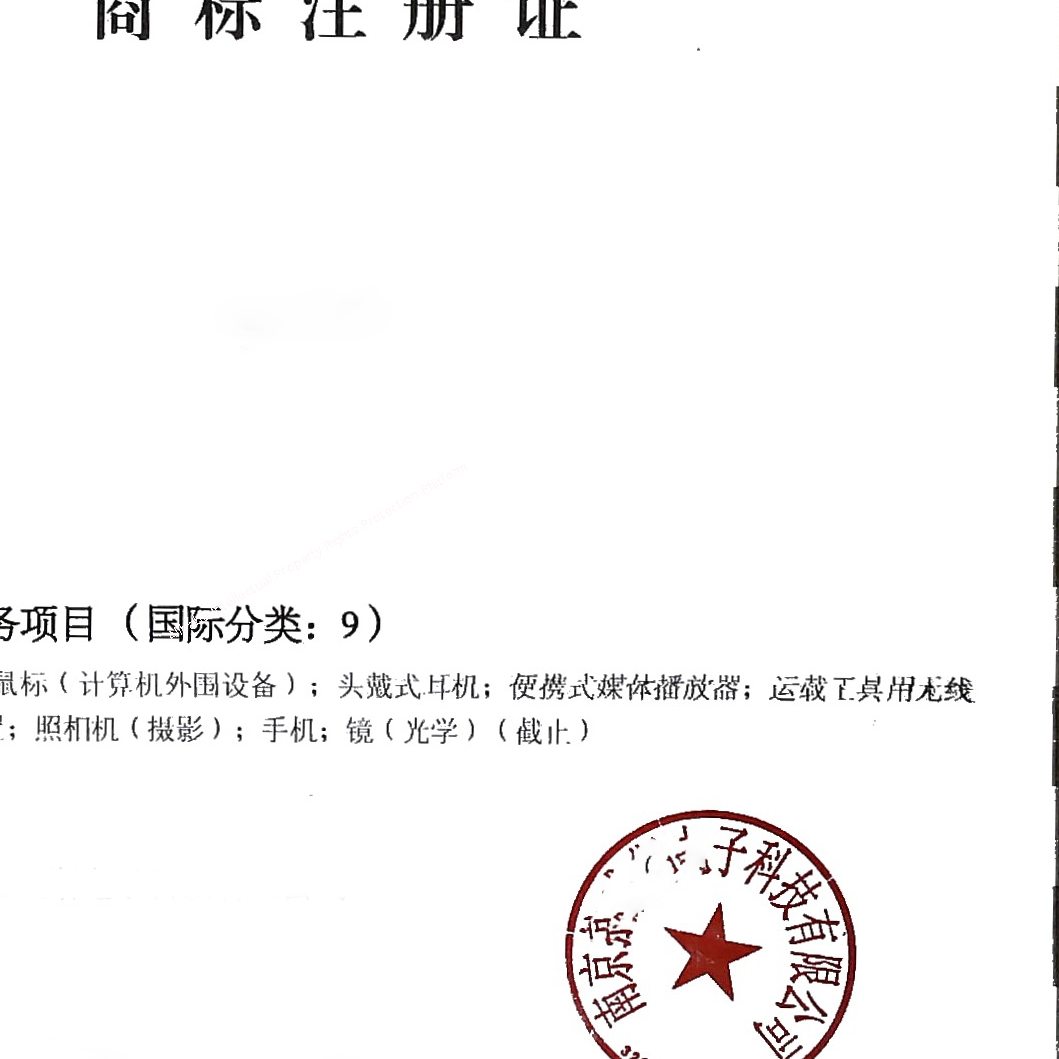 商标注册证
务项目（国际分类：9）
鼠标（计算机外围设备）；头戴式耳机；便携式媒体播放器；运载工具用无线
；照相机（摄影）；手机；镜（光学）（截止）
南京京
子科技有限公司
320